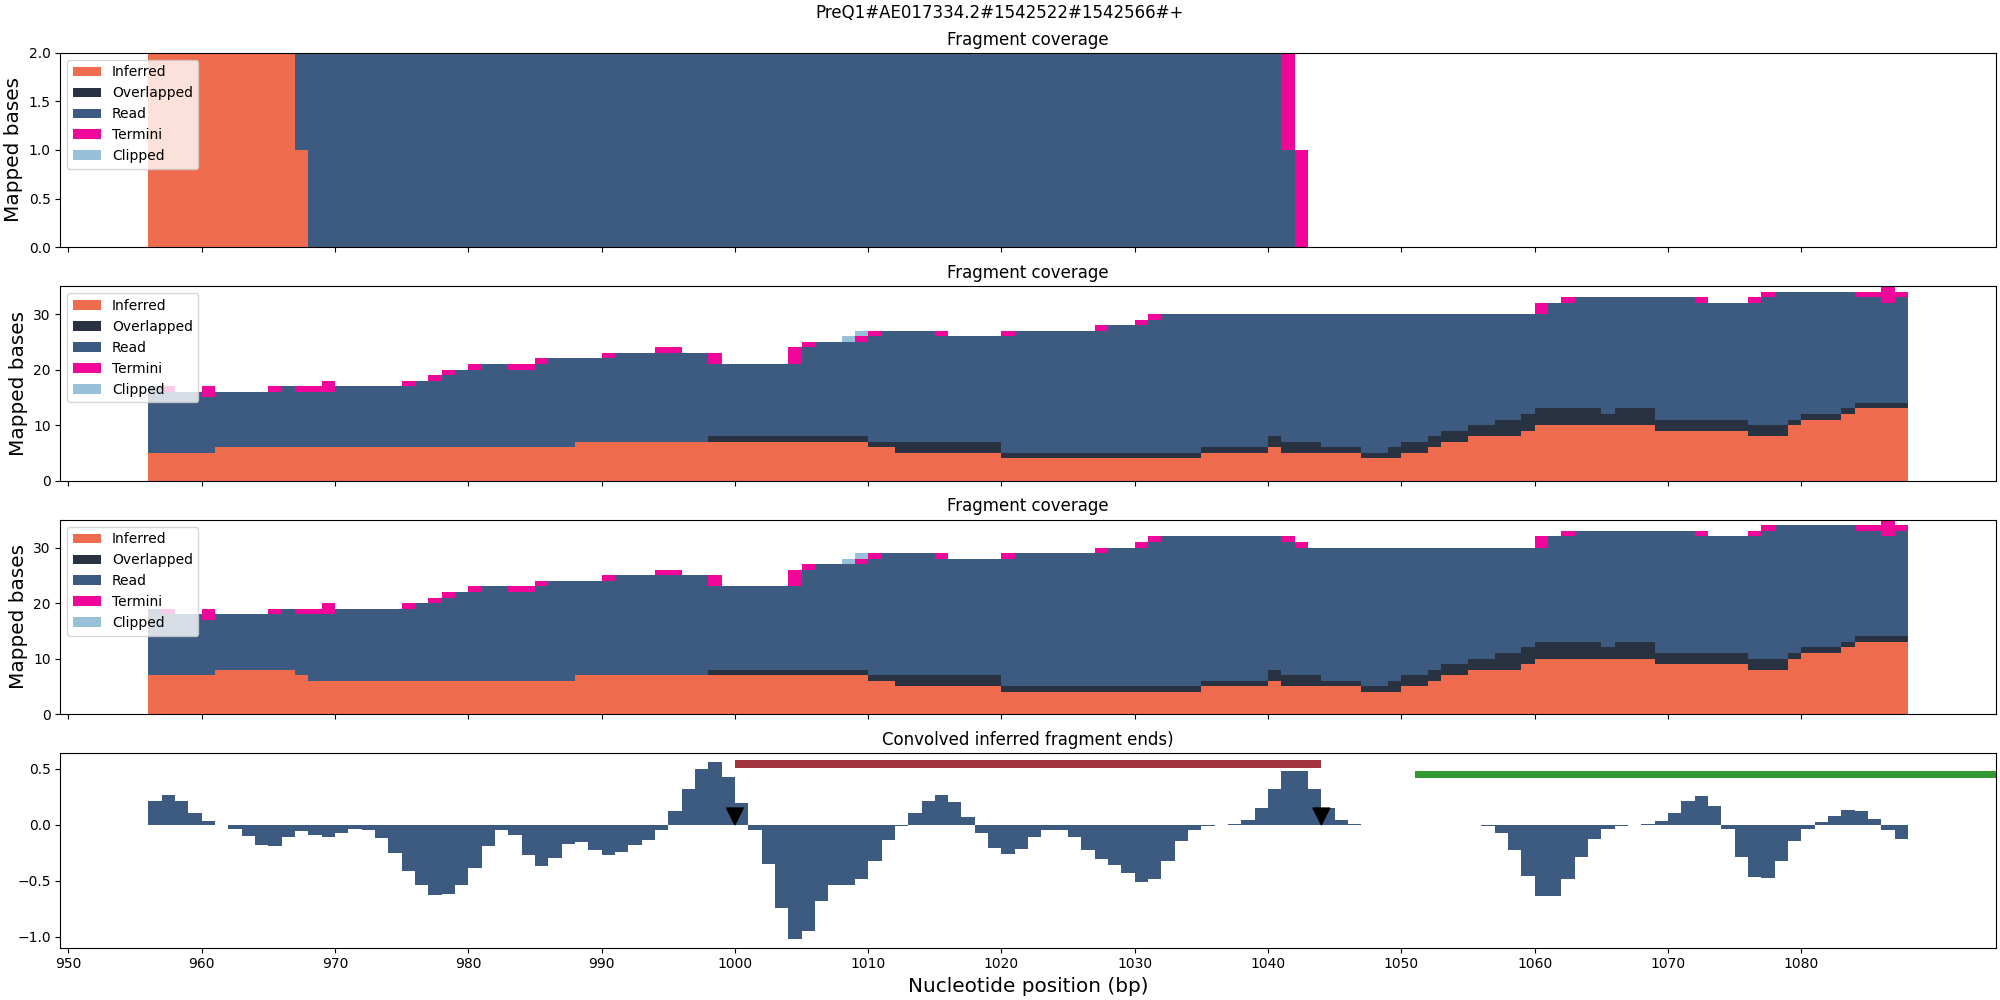 PreQ1#AE017334.2#1542522#1542566#+
Fragment coverage
Mapped bases
2.0
1.5
1.0
0.5
0.0
Inferred
Overlapped
Read
Termini
Clipped
Fragment coverage
Mapped bases
30
20
10
0
Inferred
Overlapped
Read
Termini
Clipped
Fragment coverage
Mapped bases
30
20
10
0
Inferred
Overlapped
Read
Termini
Clipped
Convolved inferred fragment ends)
0.5
0.0
−0.5
−1.0
950 960 970 980 990 1000 1010 1020 1030 1040 1050 1060 1070 1080
Nucleotide position (bp)